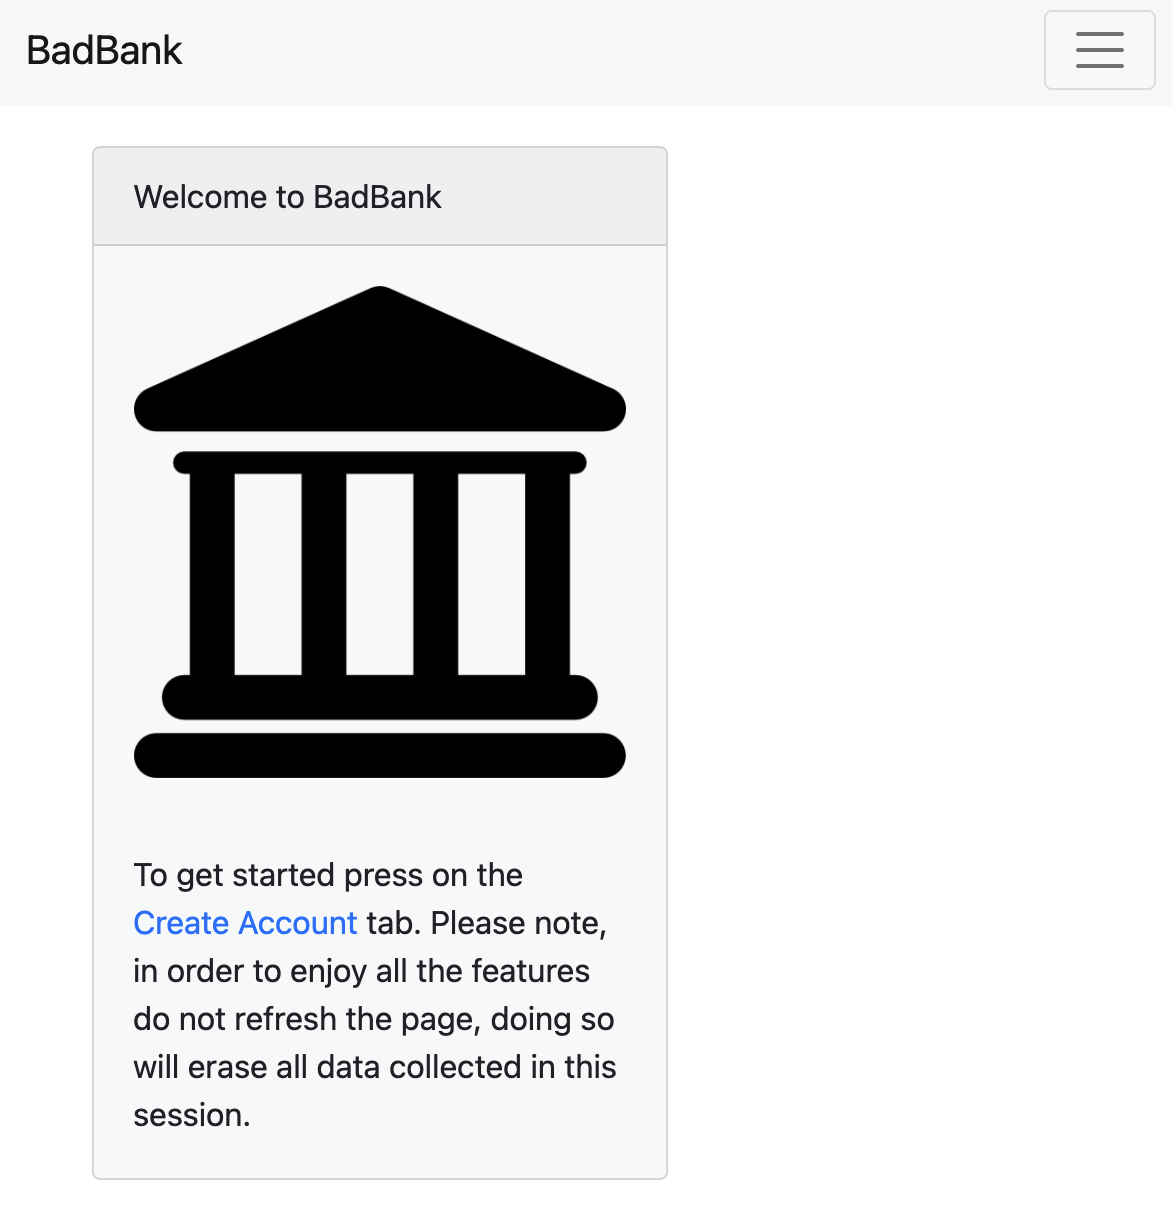 BadBank
Welcome to BadBank
To get started press on the
Create Account tab. Please note,
in order to enjoy all the features
do not refresh the page, doing so
will erase all data collected in this
session.